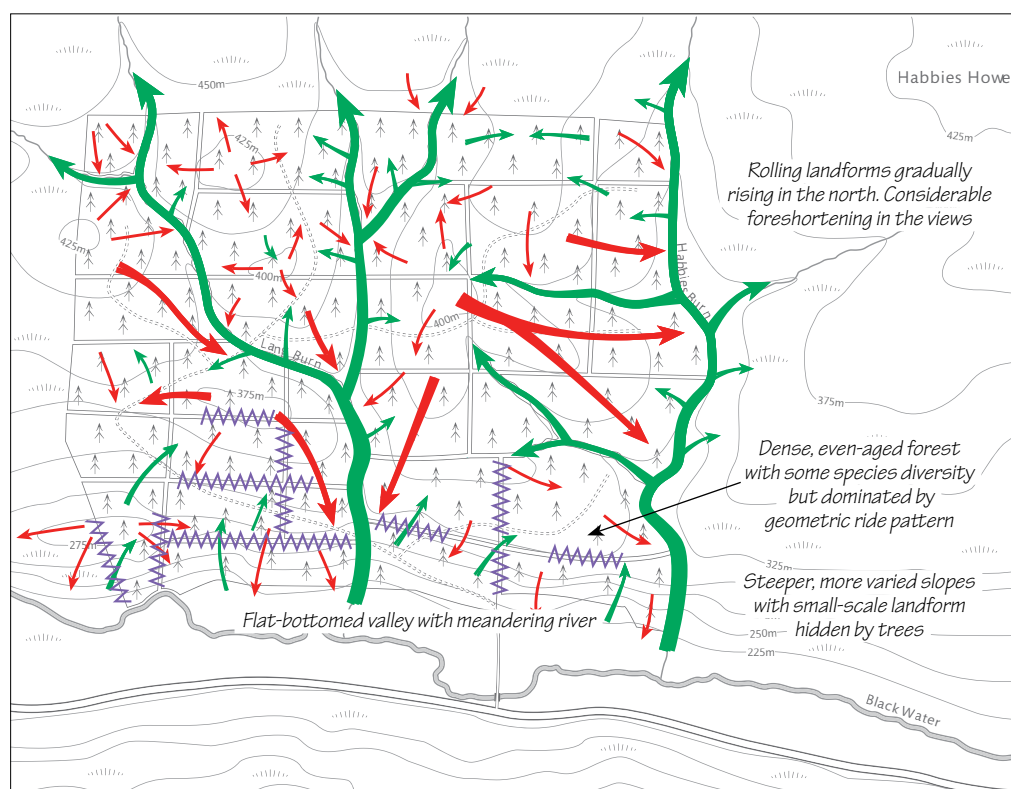 450m
Habbies Howe
425m
425m
Rolling landforms gradually
rising in the north. Considerable
foreshortening in the views
425m
Habbies Burn
400m
400m
Lang Burn
375m
375m
Dense, even-aged forest
with some species diversity
but dominated by
geometric ride pattern
275m
325m
Steeper, more varied slopes
with small-scale landform
hidden by trees
Flat-bottomed valley with meandering river
250m
225m
Black Water